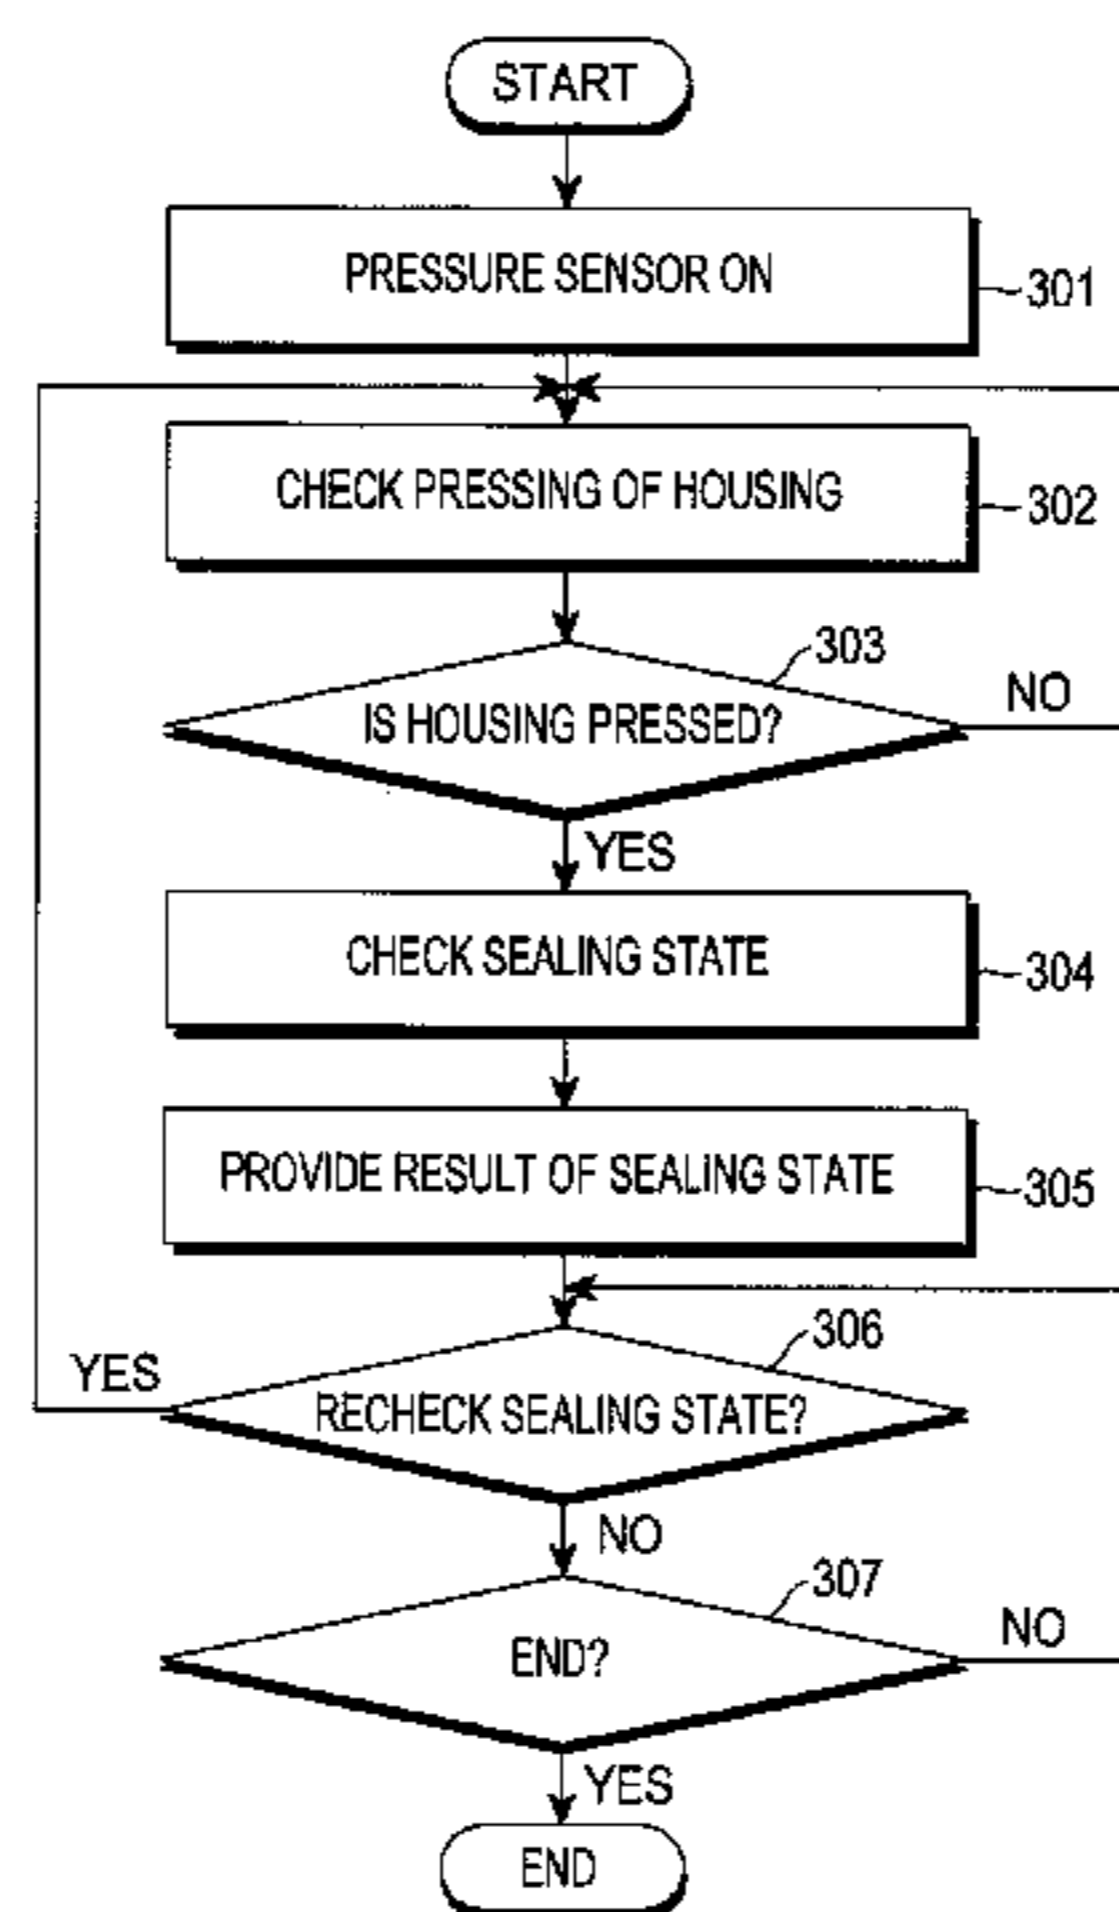 START
PRESSURE SENSOR ON
301
CHECK PRESSING OF HOUSING
302
303
IS HOUSING PRESSED?
NO
YES
CHECK SEALING STATE
304
PROVIDE RESULT OF SEALING STATE
305
306
YES
RECHECK SEALING STATE?
NO
307
END?
NO
YES
END